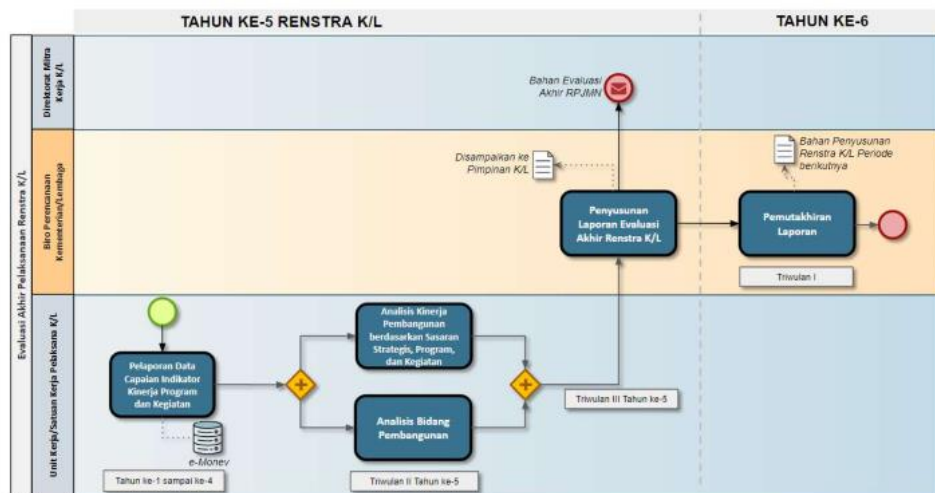 TAHUN KE-5 RENSTRA K/L
TAHUN KE-6
Evaluasi Akhir Pelaksanaan Renstra K/L
Direktorat Mitra
Kerja K/L
Bahan Evaluasi
Akhir RPJMN
Biro Perencanaan
Kementerian/Lembaga
Disampaikan ke
Pimpinan K/L
Penyusunan
Laporan Evaluasi
Akhir Renstra K/L
Bahan Penyusunan
Renstra K/L Periode
berikutnya
Pemutakhiran
Laporan
Triwulan I
Unit Kerja/Satuan Kerja Pelaksana K/L
Pelaporan Data
Capaian Indikator
Kinerja Program
dan Kegiatan
e-Monev
Tahun ke-1 sampai ke-4
Analisis Kinerja
Pembangunan
berdasarkan Sasaran
Strategis, Program,
dan Kegiatan
Analisis Bidang
Pembangunan
Triwulan II Tahun ke-5
Triwulan III Tahun ke-5